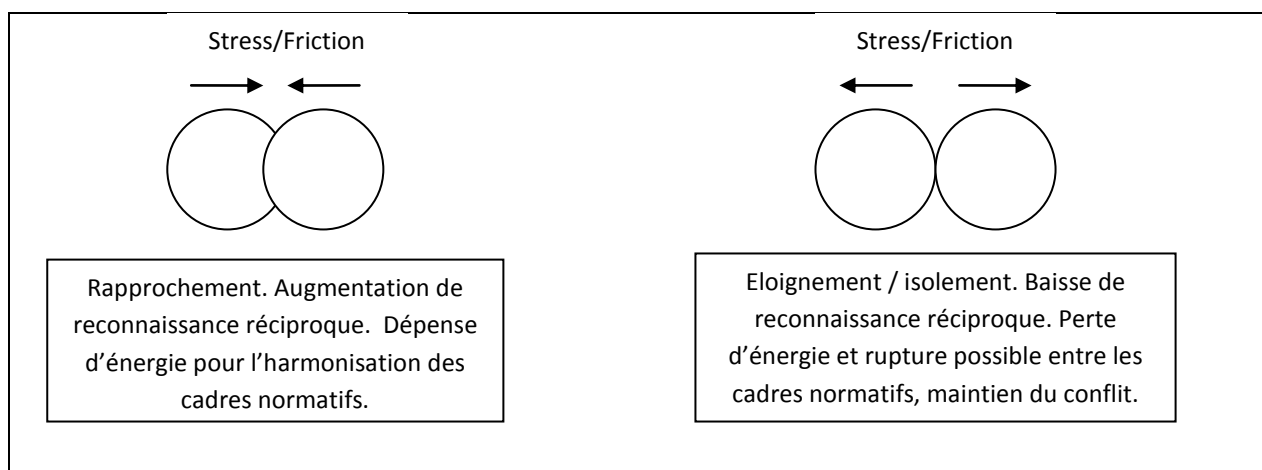 Stress/Friction
Rapprochement. Augmentation de
reconnaissance réciproque. Dépense
d’énergie pour l’harmonisation des
cadres normatifs.
Stress/Friction
Eloignement / isolement. Baisse de
reconnaissance réciproque. Perte
d’énergie et rupture possible entre les
cadres normatifs, maintien du conflit.